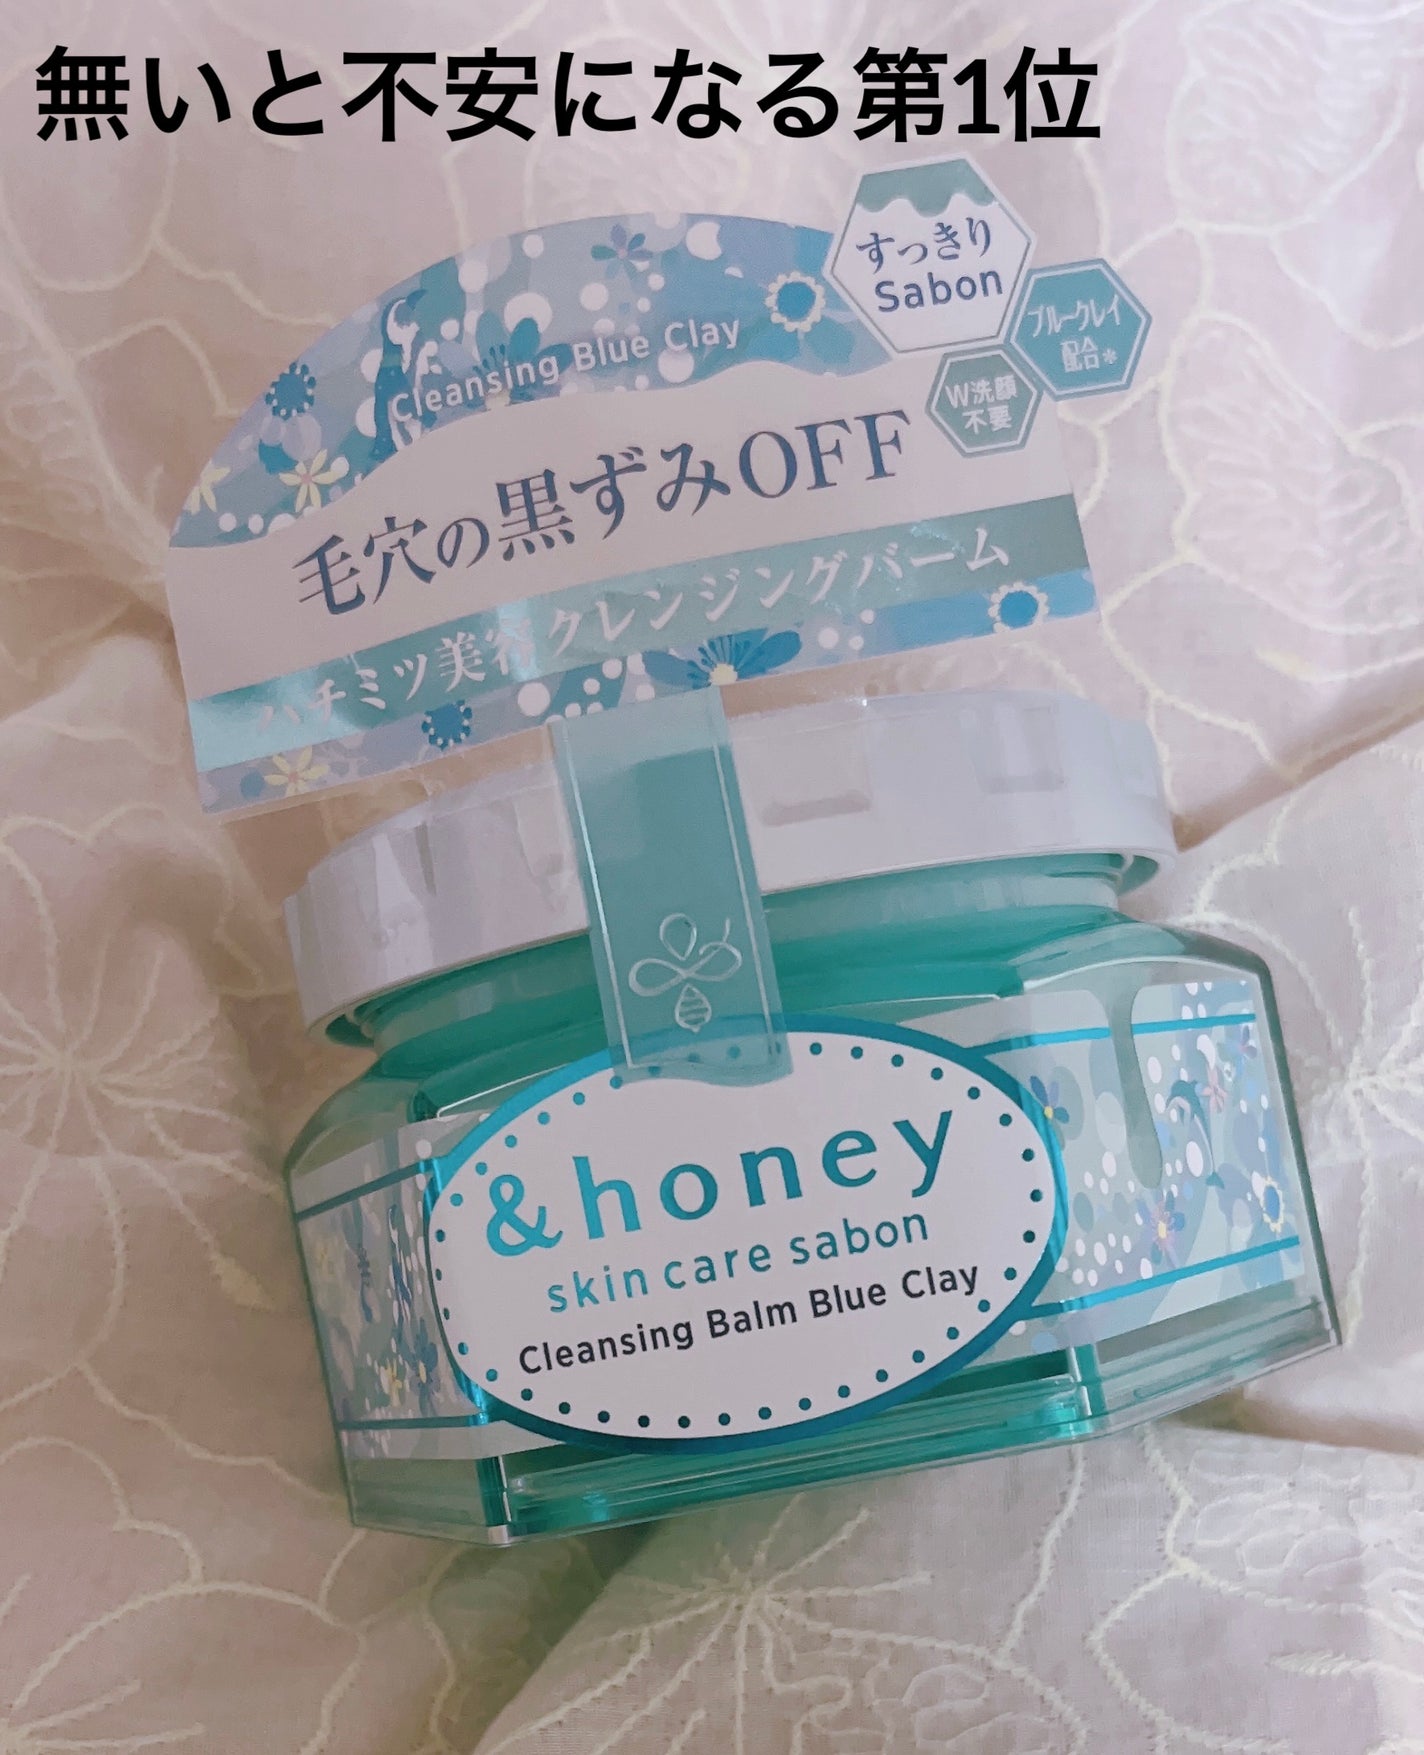 無いと不安になる第1位
すっきり
Sabon
ブルークレイ
配合*
W洗顔
不要
Cleansing Blue Clay
毛穴の黒ずみOFF
ハチミツ美容クレンジングバーム
&honey
skin care sabon
Cleansing Balm Blue Clay